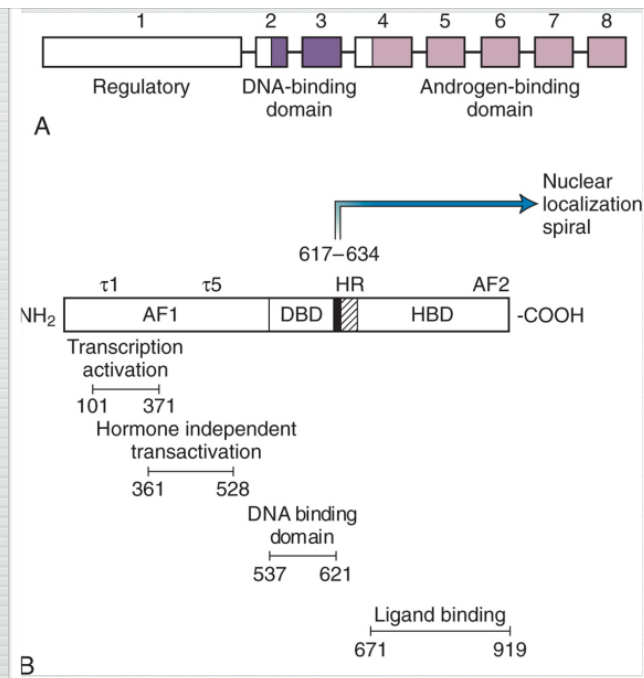 1 2 3 4 5 6 7 8
Regulatory
DNA-binding
domain
Androgen-binding
domain
A
Nuclear
localization
spiral
617–634
τ1 τ5 HR AF2
NH₂ AF1 DBD HBD -COOH
Transcription
activation
101 371
Hormone independent
transactivation
361 528
DNA binding
domain
537 621
Ligand binding
671 919
B